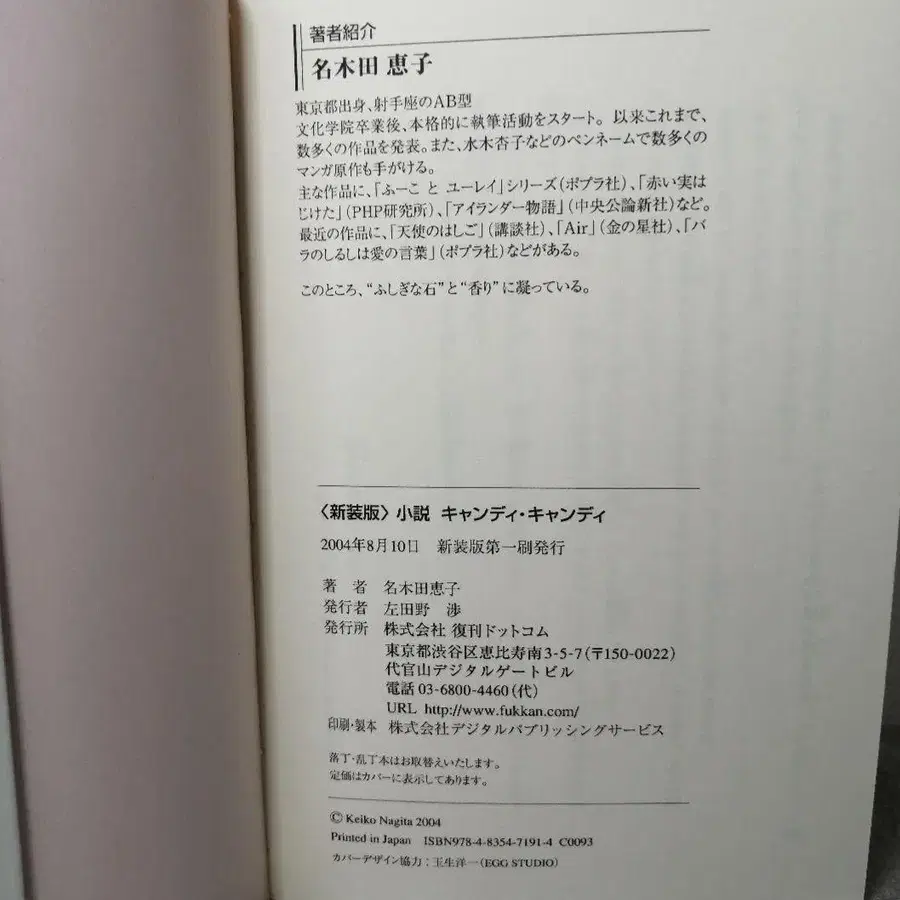 著者紹介
名木田 恵子
東京都出身、射手座のAB型
文化学院卒業後、本格的に執筆活動をスタート。以来これまで、
数多くの作品を発表。また、水木杏子などのペンネームで数多くの
マンガ原作も手がける。
主な作品に、「ふーこ と ユーレイ」シリーズ(ポプラ社)、「赤い実は
じけた」(PHP研究所)、「アイランダー物語」(中央公論新社)など。
最近の作品に、「天使のはしご」(講談社)、「Air」(金の星社)、「バ
ラのしるしは愛の言葉」(ポプラ社)などがある。
このところ、“ふしぎな石”と“香り”に凝っている。
〈新装版〉小説 キャンディ・キャンディ
2004年8月10日 新装版第一刷発行
著 者 名木田恵子
発行者 左田野 渉
発行所 株式会社 復刊ドットコム
東京都渋谷区恵比寿南3-5-7(〒150-0022)
代官山デジタルゲートビル
電話 03-6800-4460(代)
URL http://www.fukkan.com/
印刷・製本 株式会社デジタルパブリッシングサービス
落丁・乱丁本はお取替えいたします。
定価はカバーに表示してあります。
© Keiko Nagita 2004
Printed in Japan ISBN978-4-8354-7191-4 C0093
カバーデザイン協力:玉生洋一(EGG STUDIO)